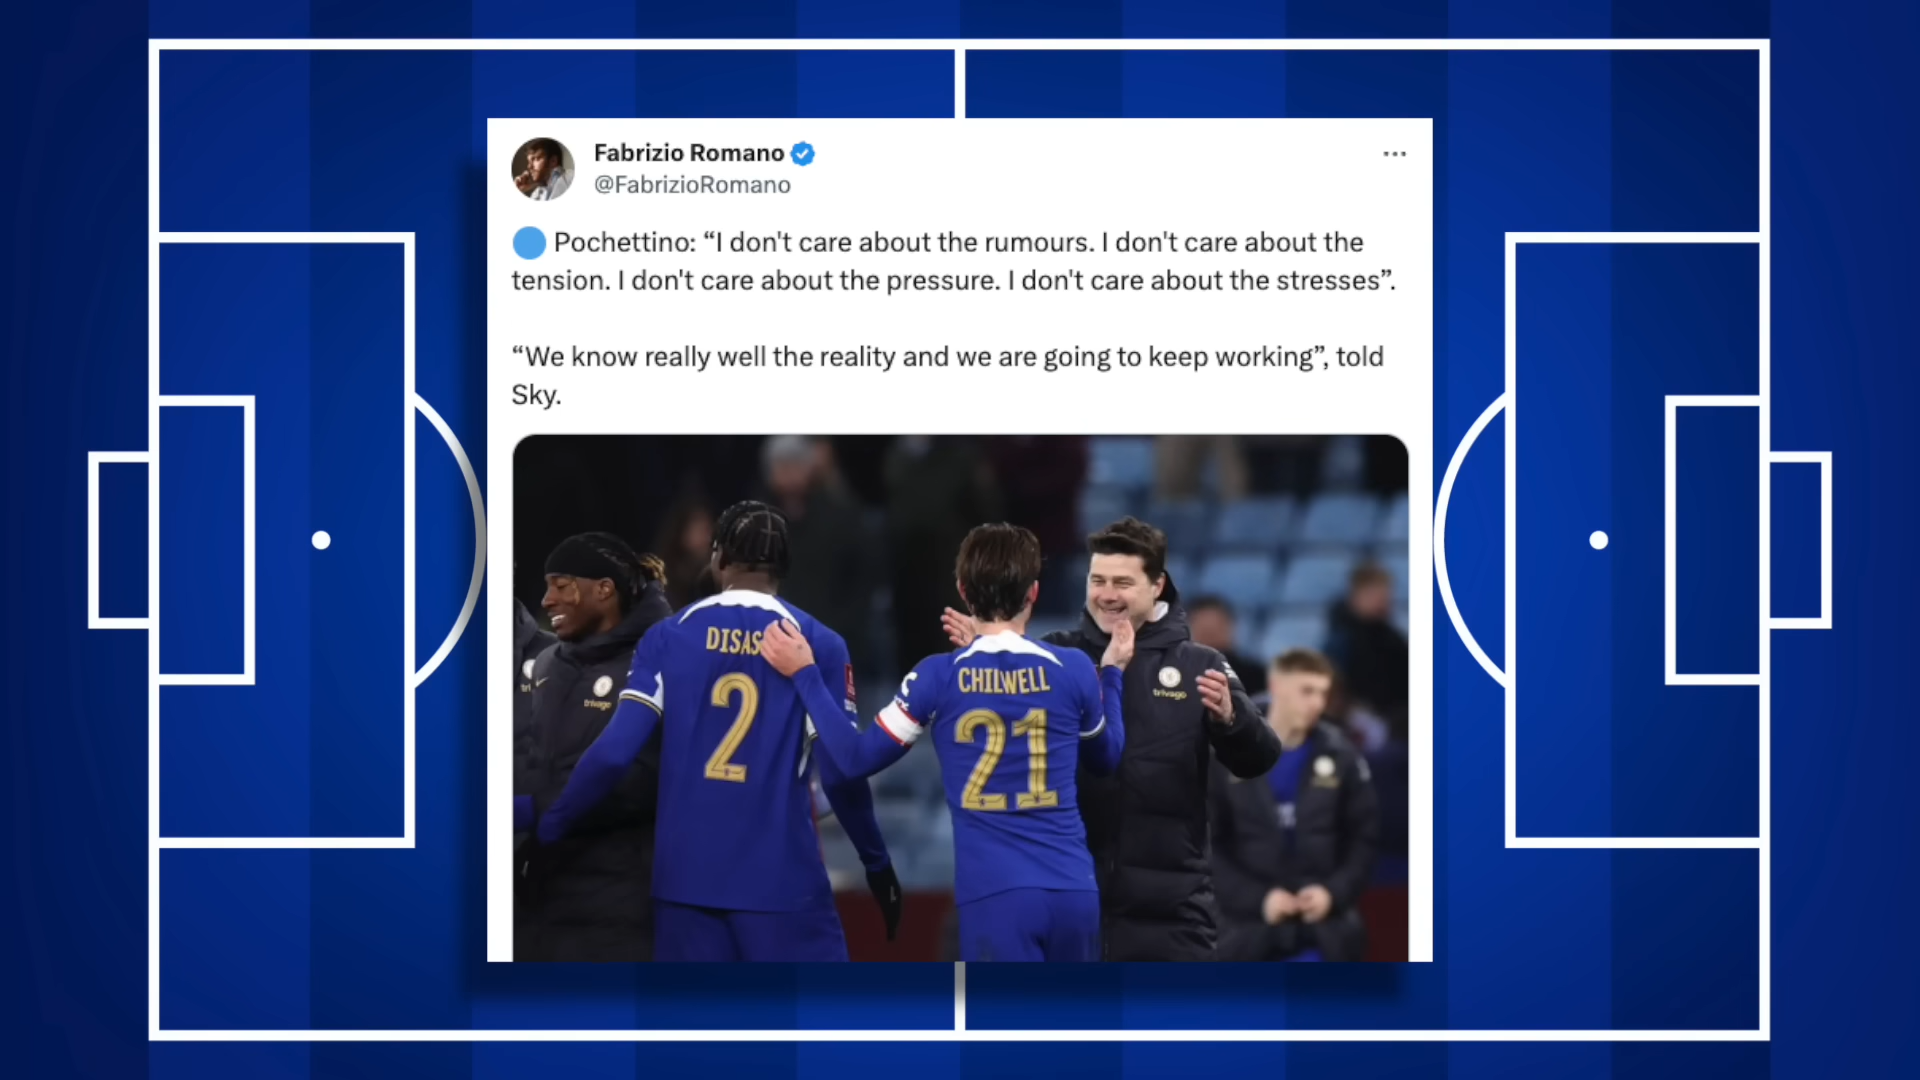 Fabrizio Romano
@FabrizioRomano
Pochettino: “I don't care about the rumours. I don't care about the
tension. I don't care about the pressure. I don't care about the stresses”.
“We know really well the reality and we are going to keep working”, told
Sky.
DISAS
2
CHILWELL
21
trivago
trivago